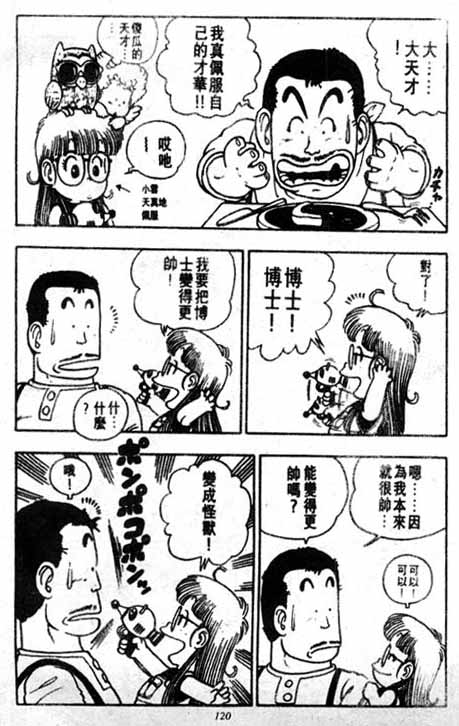 大……
大天才
！
我真佩服自
己的才華!!
傻瓜的
天才…
哎吔
ー
小雲
天真地
佩服
カチャ…
對了！
博士！
博士！
我要把博
士變得更
帥！
什…
什麼
？
嗯……因
為我本來
就很帥…
能變得更
帥嗎？
可以！
可以！
變成怪獸！
ポンポコポンッ
哦！
120